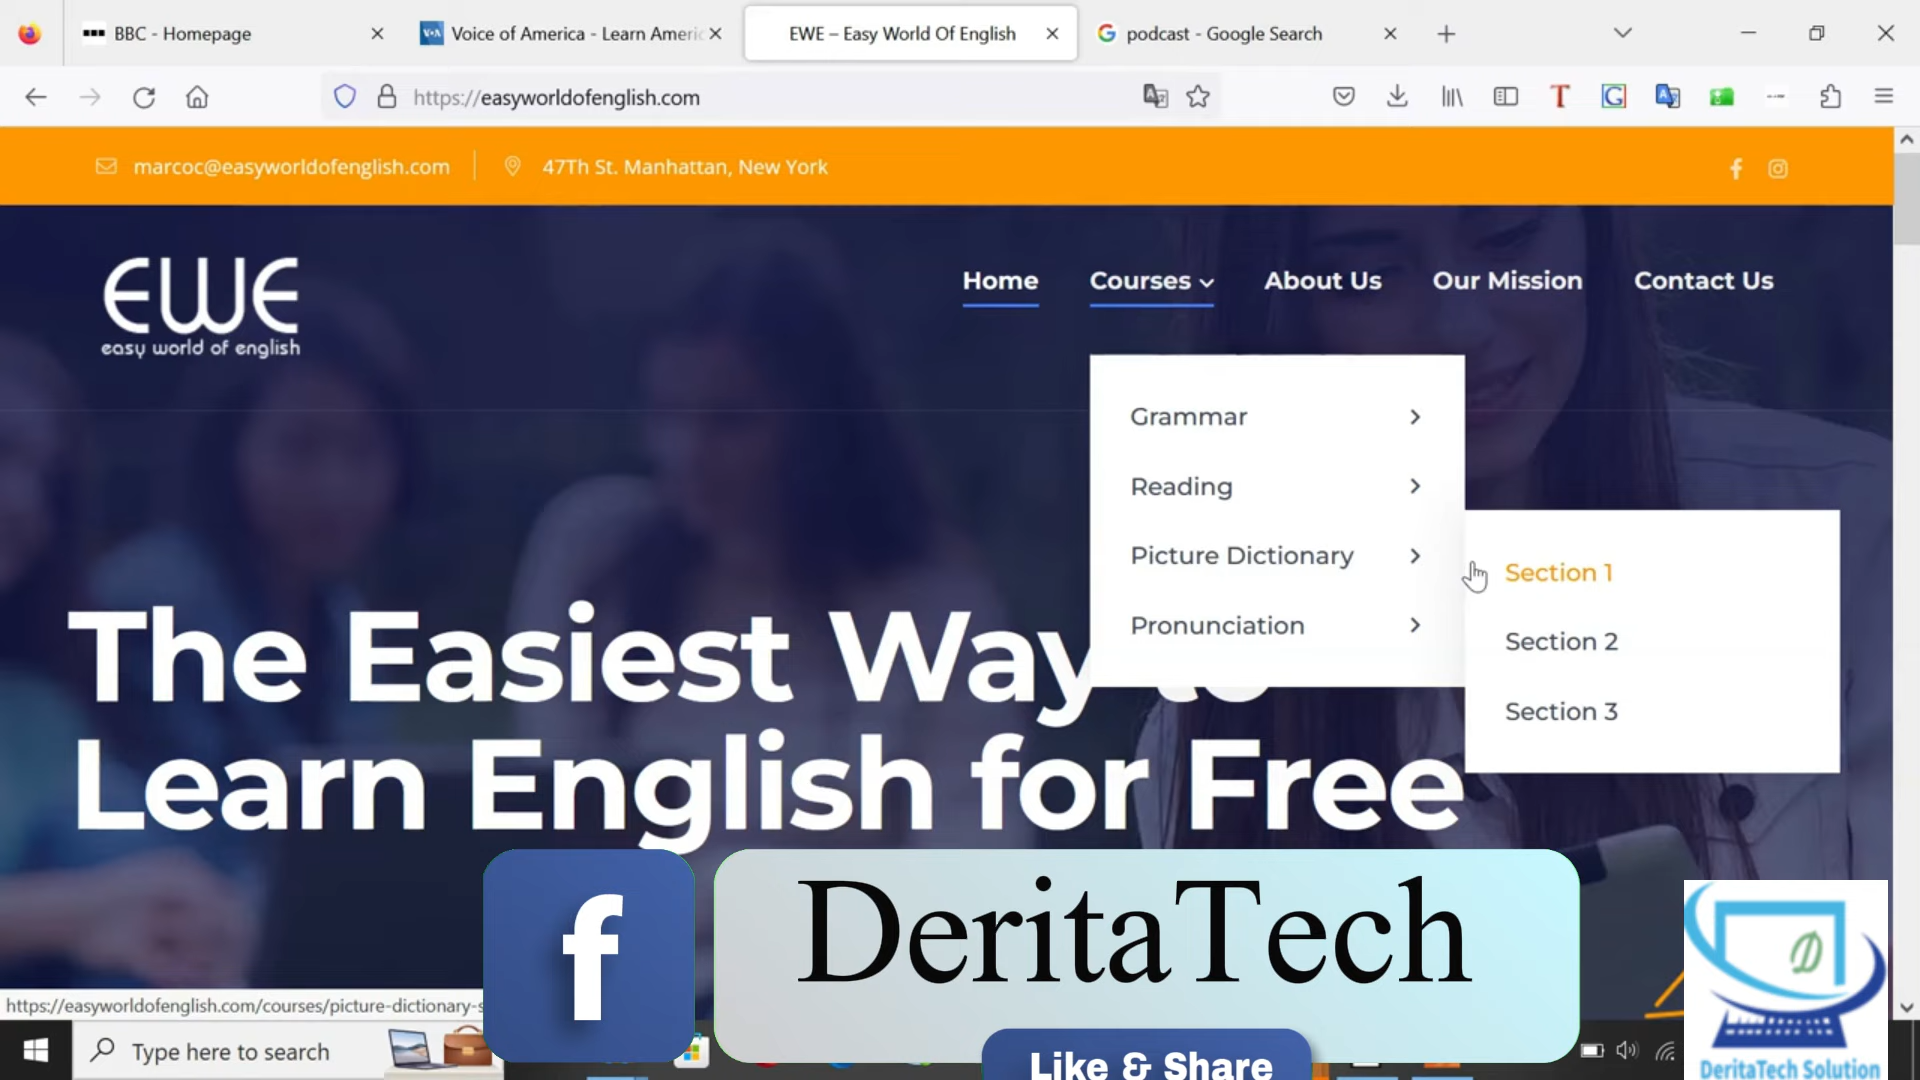 BBC - Homepage
Voice of America - Learn Americ
EWE – Easy World Of English
podcast - Google Search
https://easyworldofenglish.com
marcoc@easyworldofenglish.com
47Th St. Manhattan, New York
EWE
easy world of english
Home
Courses
About Us
Our Mission
Contact Us
Grammar
Reading
Picture Dictionary
Pronunciation
Section 1
Section 2
Section 3
The Easiest Way to
Learn English for Free
DeritaTech
Like & Share
https://easyworldofenglish.com/courses/picture-dictionary-s
Type here to search
DeritaTech Solution